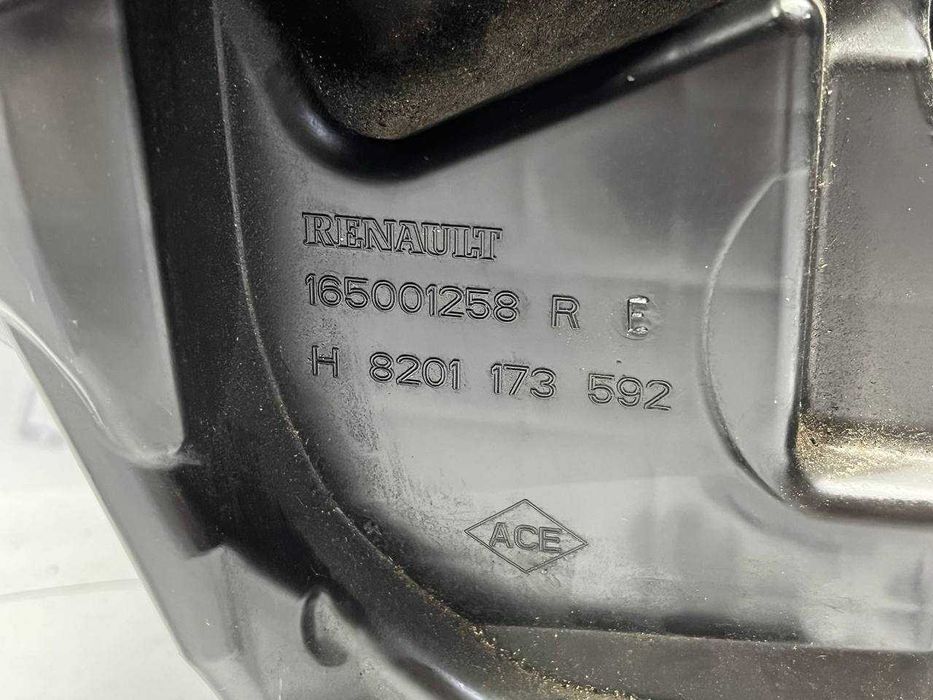 RENAULT
165001258 R E
H 8201 173 592
ACE